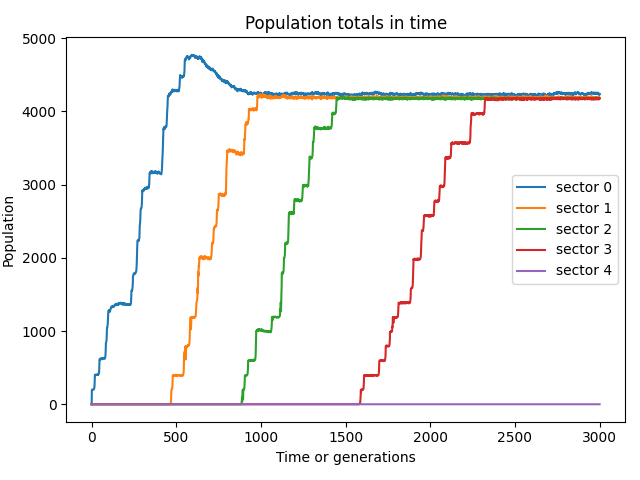 Population totals in time
5000
4000
3000
2000
1000
0
Population
sector 0
sector 1
sector 2
sector 3
sector 4
0 500 1000 1500 2000 2500 3000
Time or generations